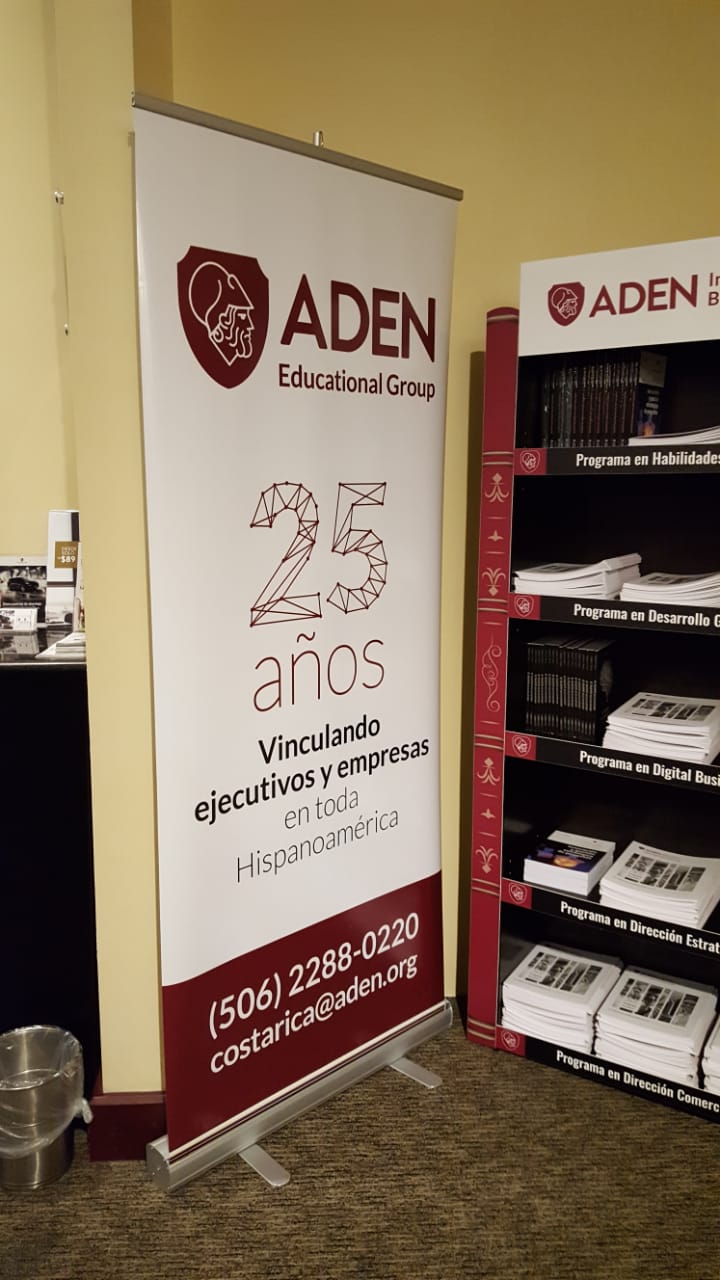 ADEN
Educational Group
25
años
Vinculando
ejecutivos y empresas
en toda
Hispanoamérica
(506) 2288-0220
costarica@aden.org
ADEN
Programa en Habilidades
Programa en Desarrollo G
Programa en Digital Busi
Programa en Dirección Estrat
Programa en Dirección Comerc
$89